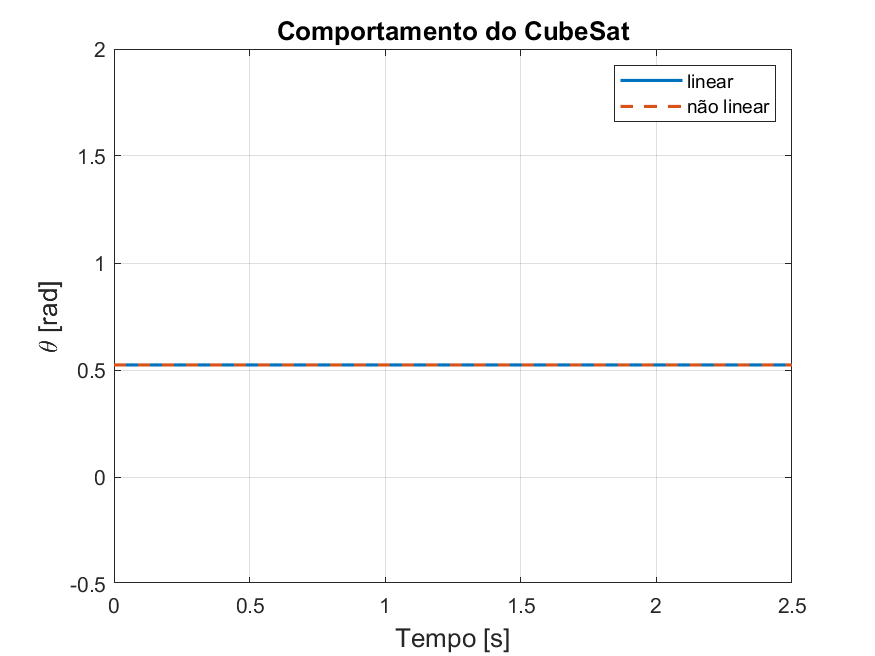 Comportamento do CubeSat
linear
não linear
2
1.5
1
0.5
0
-0.5
θ [rad]
0 0.5 1 1.5 2 2.5
Tempo [s]